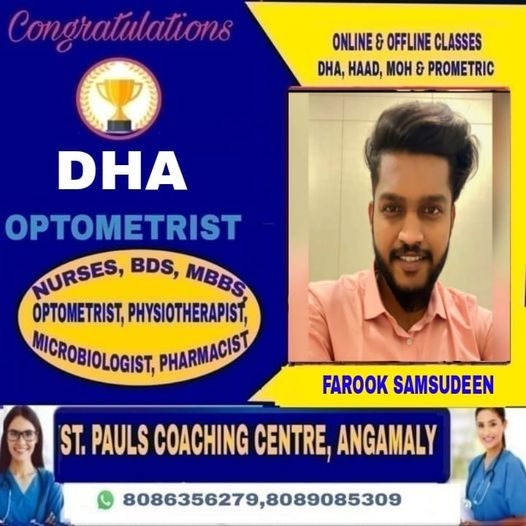 Congratulations
DHA
OPTOMETRIST
NURSES, BDS, MBBS,
OPTOMETRIST, PHYSIOTHERAPIST,
MICROBIOLOGIST, PHARMACIST
ONLINE & OFFLINE CLASSES
DHA, HAAD, MOH & PROMETRIC
FAROOK SAMSUDEEN
ST. PAULS COACHING CENTRE, ANGAMALY
8086356279,8089085309